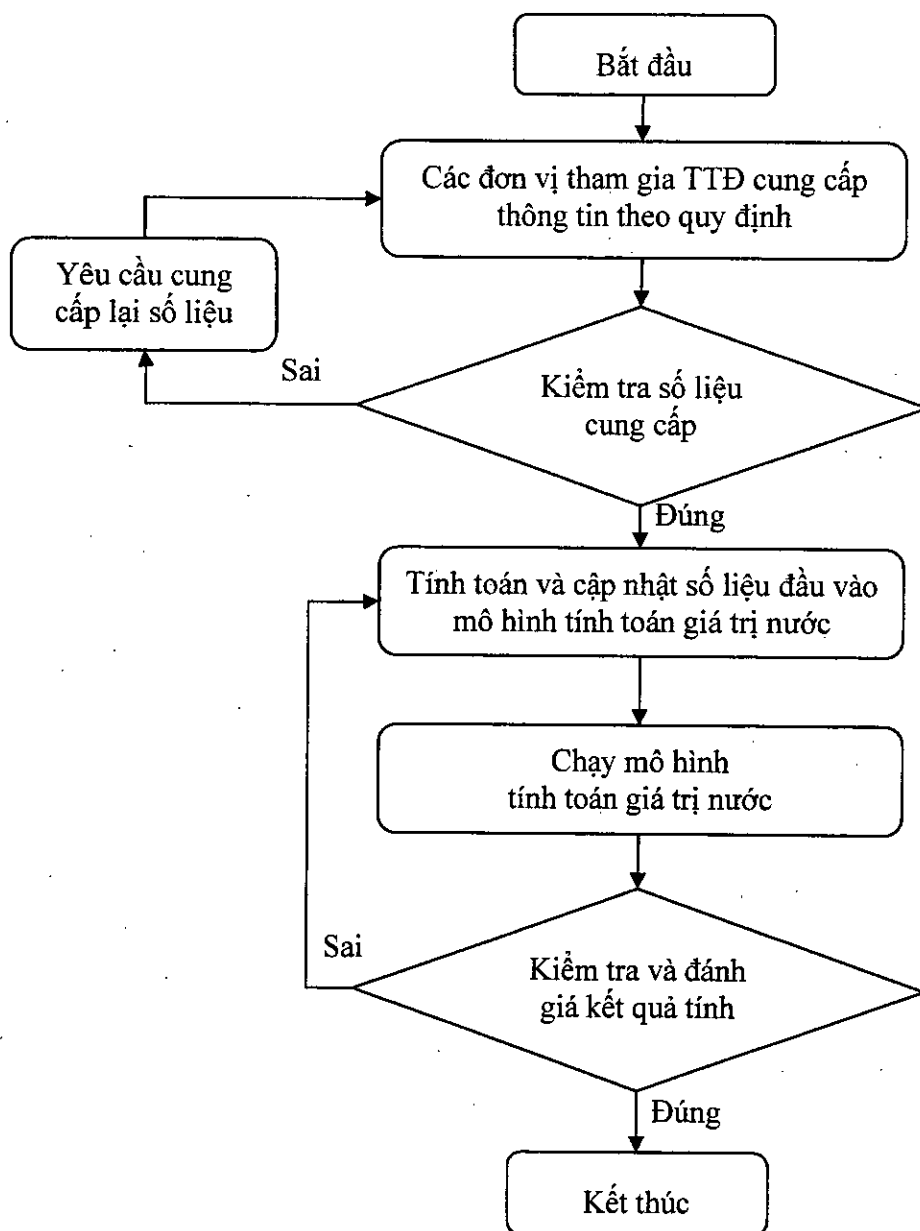 Bắt đầu
Các đơn vị tham gia TTĐ cung cấp
thông tin theo quy định
Yêu cầu cung
cấp lại số liệu
Sai
Kiểm tra số liệu
cung cấp
Đúng
Tính toán và cập nhật số liệu đầu vào
mô hình tính toán giá trị nước
Chạy mô hình
tính toán giá trị nước
Sai
Kiểm tra và đánh
giá kết quả tính
Đúng
Kết thúc